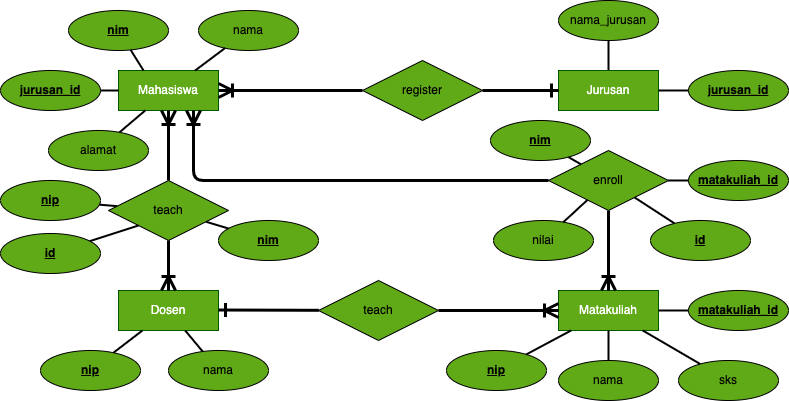 nama_jurusan
nim
nama
jurusan_id
Mahasiswa
register
Jurusan
jurusan_id
nim
alamat
enroll
matakuliah_id
nip
teach
nim
nilai
id
id
Dosen
teach
Matakuliah
matakuliah_id
nip
nama
nip
nama
sks